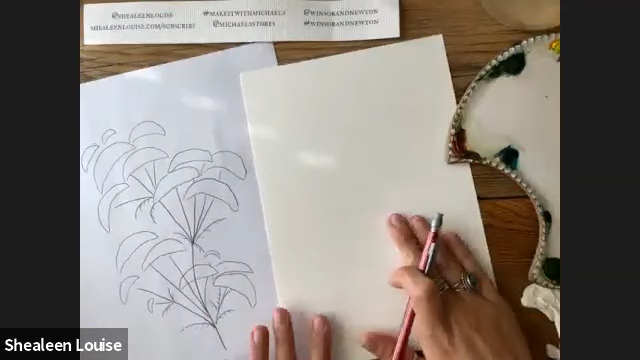 @SHEALEENLOUISE #MAKEITWITHMICHAELS @WINSORANDNEWTON
SHEALEENLOUISE.COM/SUBSCRIBE @MICHAELSSTORES #WINSORANDNEWTON
Shealeen Louise